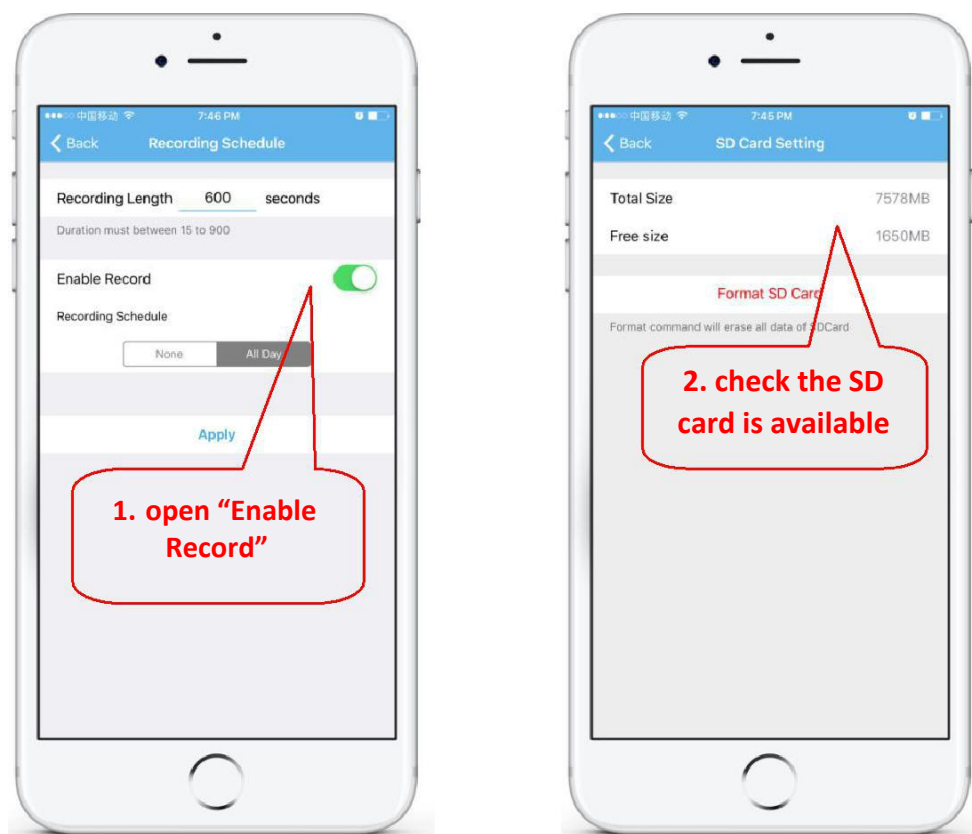 中国移动 7:46 PM
Back Recording Schedule
Recording Length 600 seconds
Duration must between 15 to 900
Enable Record
Recording Schedule
None All Day
Apply
1. open “Enable
Record”
中国移动 7:45 PM
Back SD Card Setting
Total Size 7578MB
Free size 1650MB
Format SD Card
Format command will erase all data of SDCard
2. check the SD
card is available